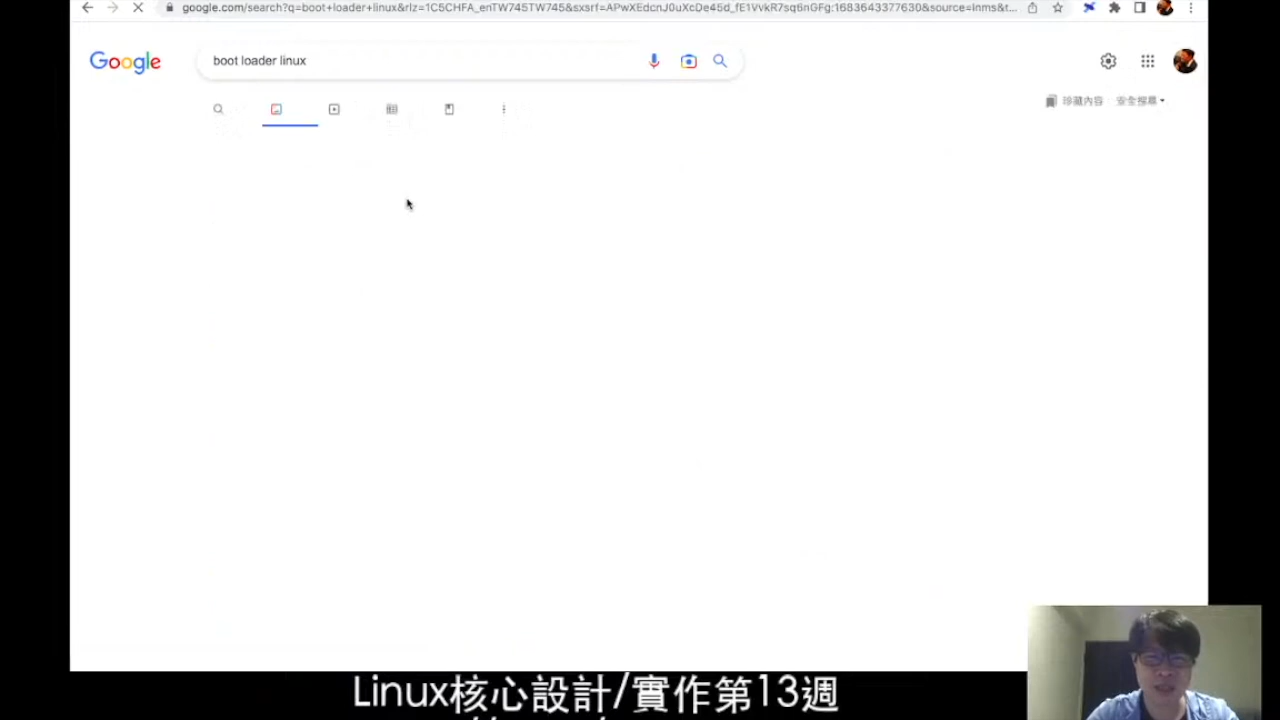 google.com/search?q=boot+loader+linux&rlz=1C5CHFA_enTW745TW745&sxsrf=APwXEdcnJ0uXcDe45d_fE1VvkR7sq6nGFg:1683643377630&source=lnms&t...
Google
boot loader linux
珍藏內容 安全搜尋
Linux核心設計/實作第13週